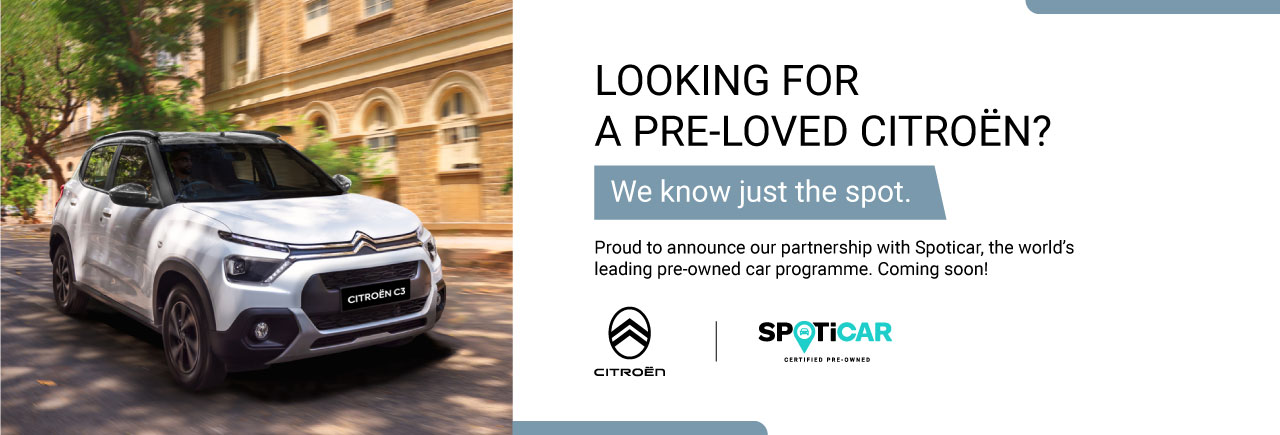 LOOKING FOR
A PRE-LOVED CITROËN?
We know just the spot.
Proud to announce our partnership with Spoticar, the world's
leading pre-owned car programme. Coming soon!
CITROËN C3
CITROËN
SPOTiCAR
CERTIFIED PRE-OWNED